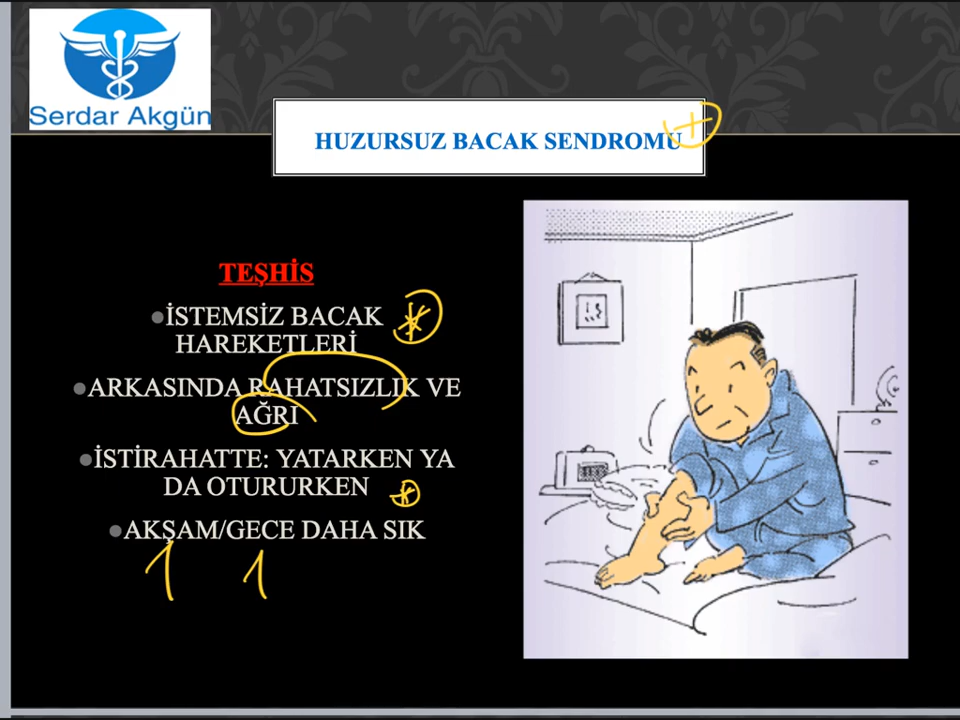 Serdar Akgün
HUZURSUZ BACAK SENDROMU
TEŞHİS
İSTEMSİZ BACAK
HAREKETLERİ
ARKASINDA RAHATSIZLIK VE
AĞRI
İSTİRAHATTE: YATARKEN YA
DA OTURURKEN
AKŞAM/GECE DAHA SIK